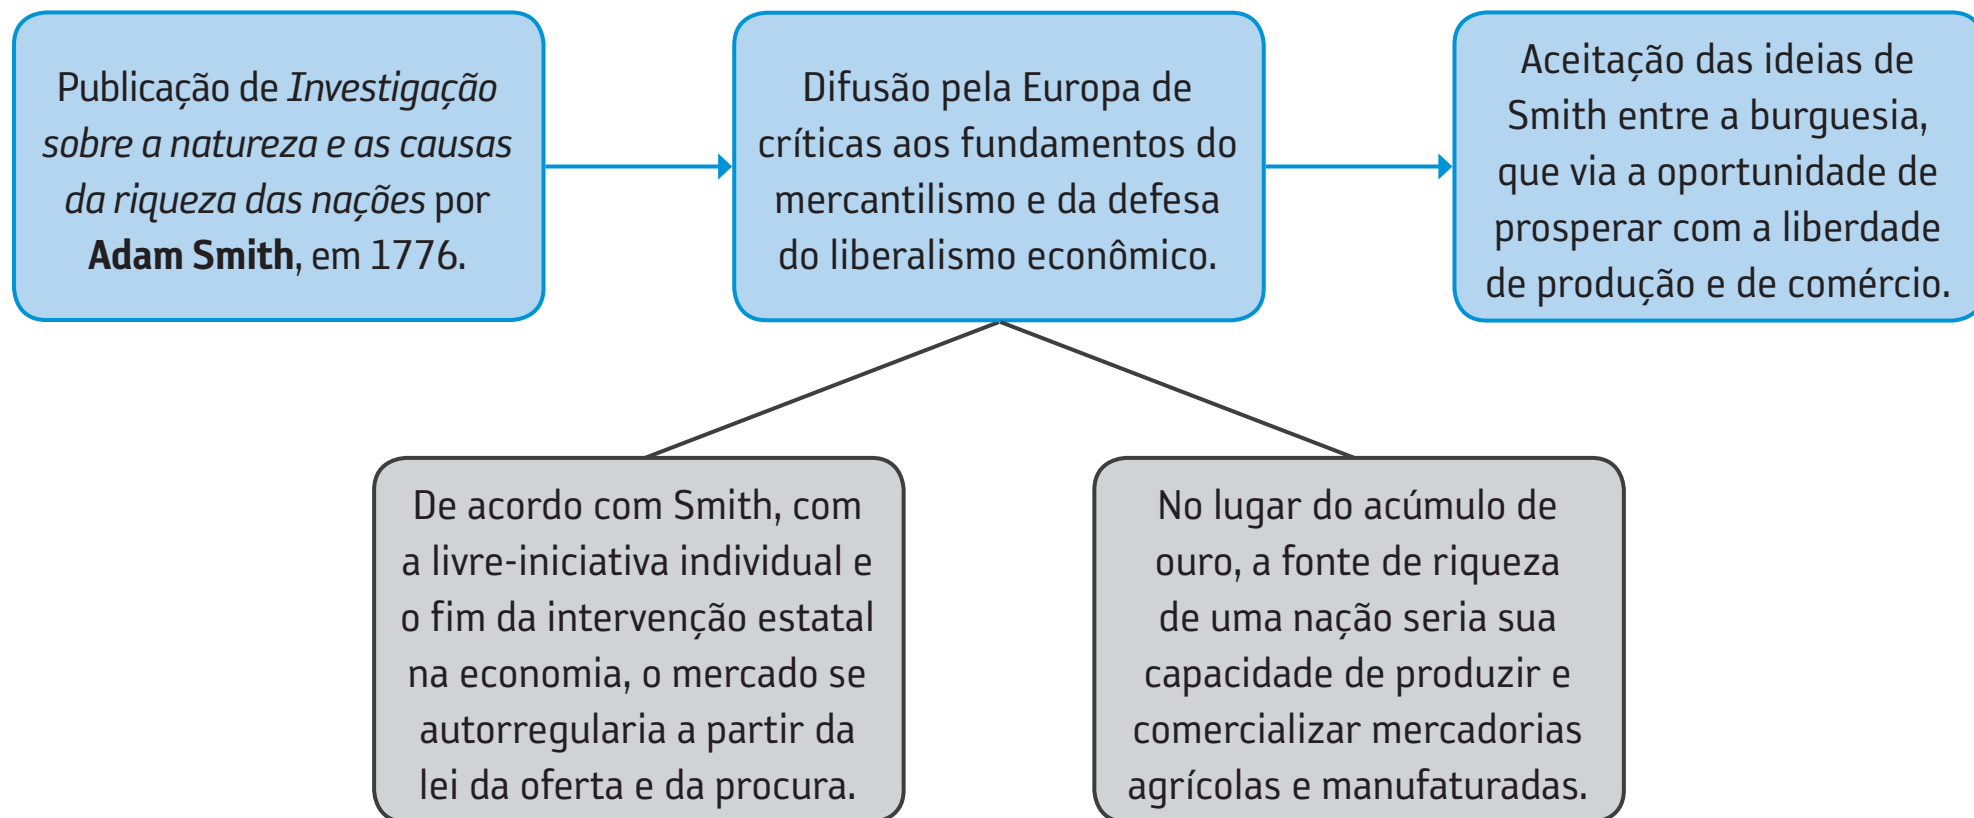 Publicação de Investigação
sobre a natureza e as causas
da riqueza das nações por
Adam Smith, em 1776.
Difusão pela Europa de
críticas aos fundamentos do
mercantilismo e da defesa
do liberalismo econômico.
Aceitação das ideias de
Smith entre a burguesia,
que via a oportunidade de
prosperar com a liberdade
de produção e de comércio.
De acordo com Smith, com
a livre-iniciativa individual e
o fim da intervenção estatal
na economia, o mercado se
autorregularia a partir da
lei da oferta e da procura.
No lugar do acúmulo de
ouro, a fonte de riqueza
de uma nação seria sua
capacidade de produzir e
comercializar mercadorias
agrícolas e manufaturadas.